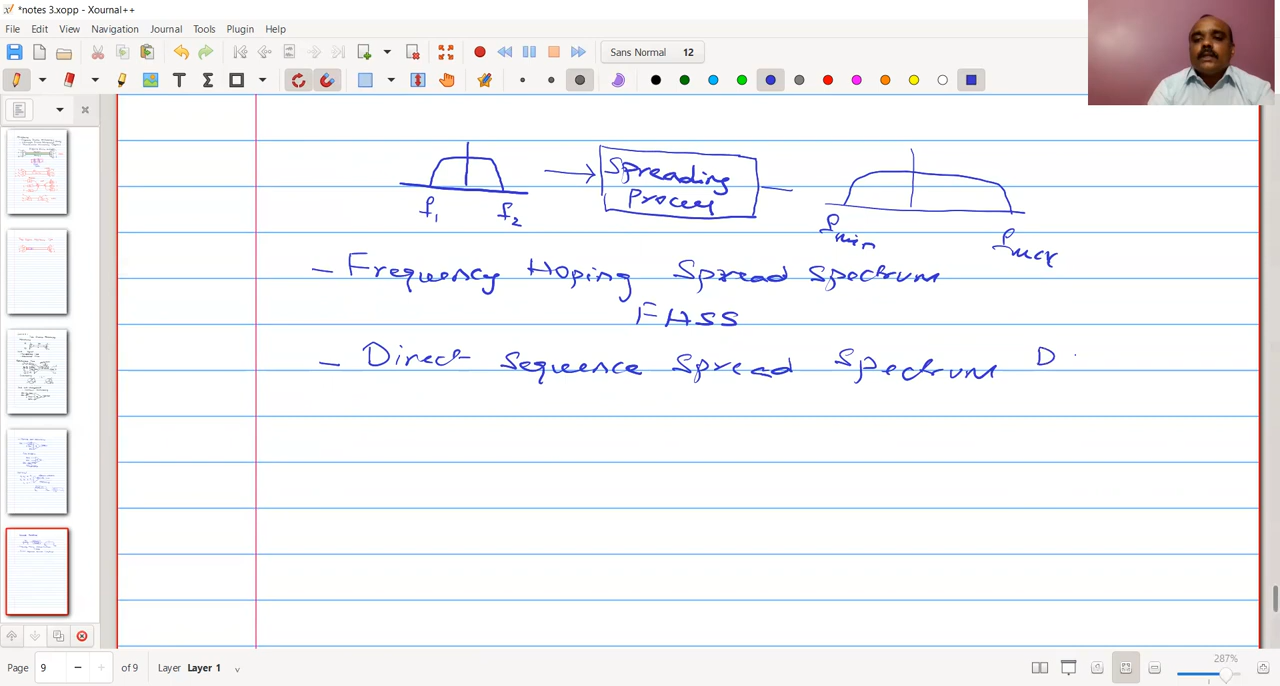 *notes 3.xopp - Xournal++
File Edit View Navigation Journal Tools Plugin Help
Sans Normal 12
f1 f2
Spreading
Process
fmin fmax
- Frequency Hoping Spread Spectrum
FHSS
- Direct Sequence Spread Spectrum D
287%
Page 9 of 9 Layer Layer 1